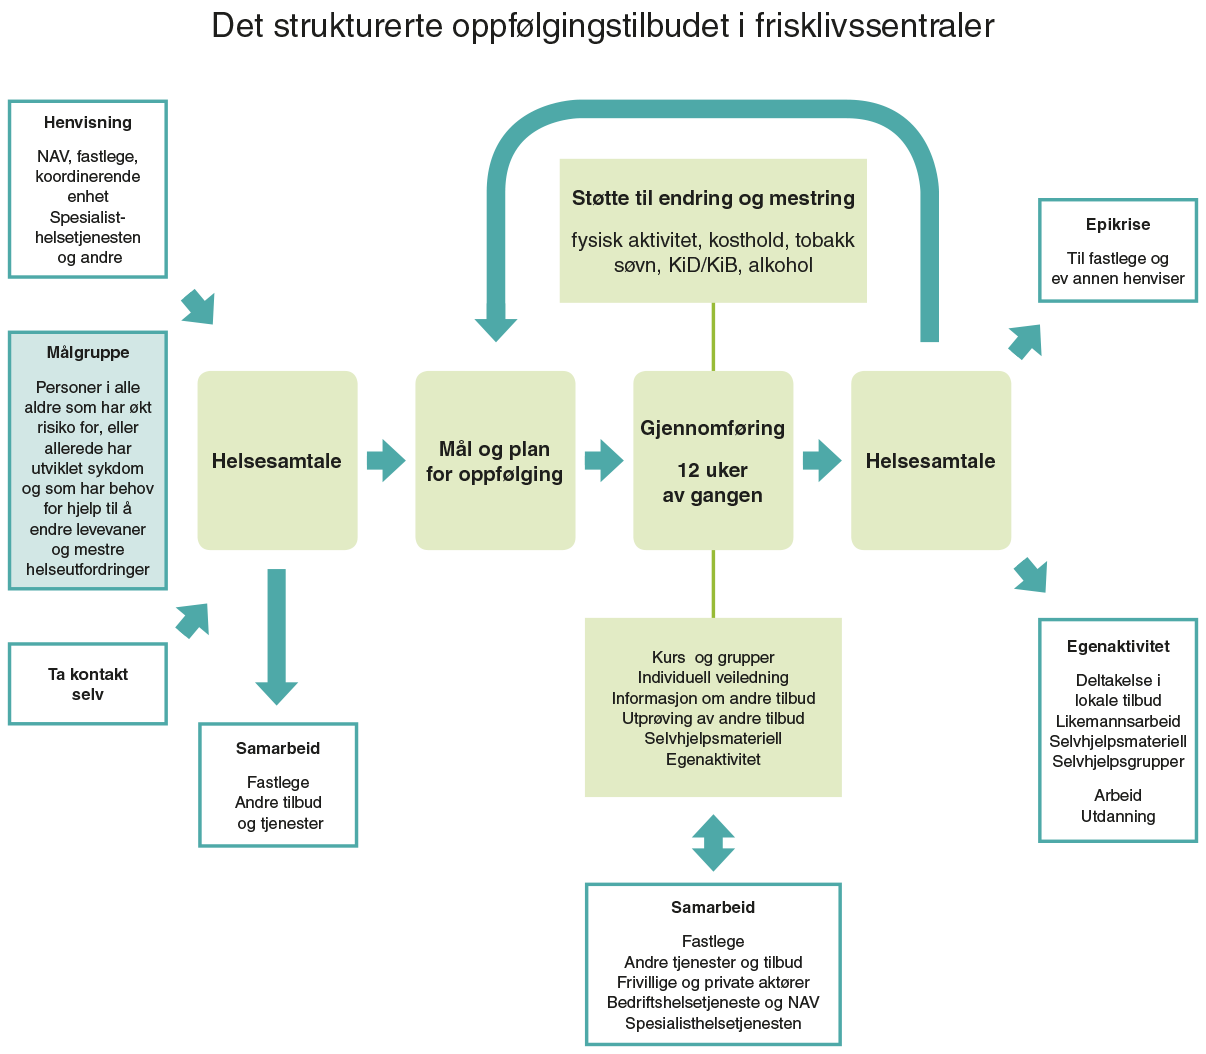 Det strukturerte oppfølgingstilbudet i frisklivssentraler
Henvisning
NAV, fastlege,
koordinerende
enhet
Spesialist-
helsetjenesten
og andre
Målgruppe
Personer i alle
aldre som har økt
risiko for, eller
allerede har
utviklet sykdom
og som har behov
for hjelp til å
endre levevaner
og mestre
helseutfordringer
Ta kontakt
selv
Helsesamtale
Samarbeid
Fastlege
Andre tilbud
og tjenester
Mål og plan
for oppfølging
Støtte til endring og mestring
fysisk aktivitet, kosthold, tobakk
søvn, KiD/KiB, alkohol
Gjennomføring
12 uker
av gangen
Kurs og grupper
Individuell veiledning
Informasjon om andre tilbud
Utprøving av andre tilbud
Selvhjelpsmateriell
Egenaktivitet
Samarbeid
Fastlege
Andre tjenester og tilbud
Frivillige og private aktører
Bedriftshelsetjeneste og NAV
Spesialisthelsetjenesten
Helsesamtale
Epikrise
Til fastlege og
ev annen henviser
Egenaktivitet
Deltakelse i
lokale tilbud
Likemannsarbeid
Selvhjelpsmateriell
Selvhjelpsgrupper
Arbeid
Utdanning